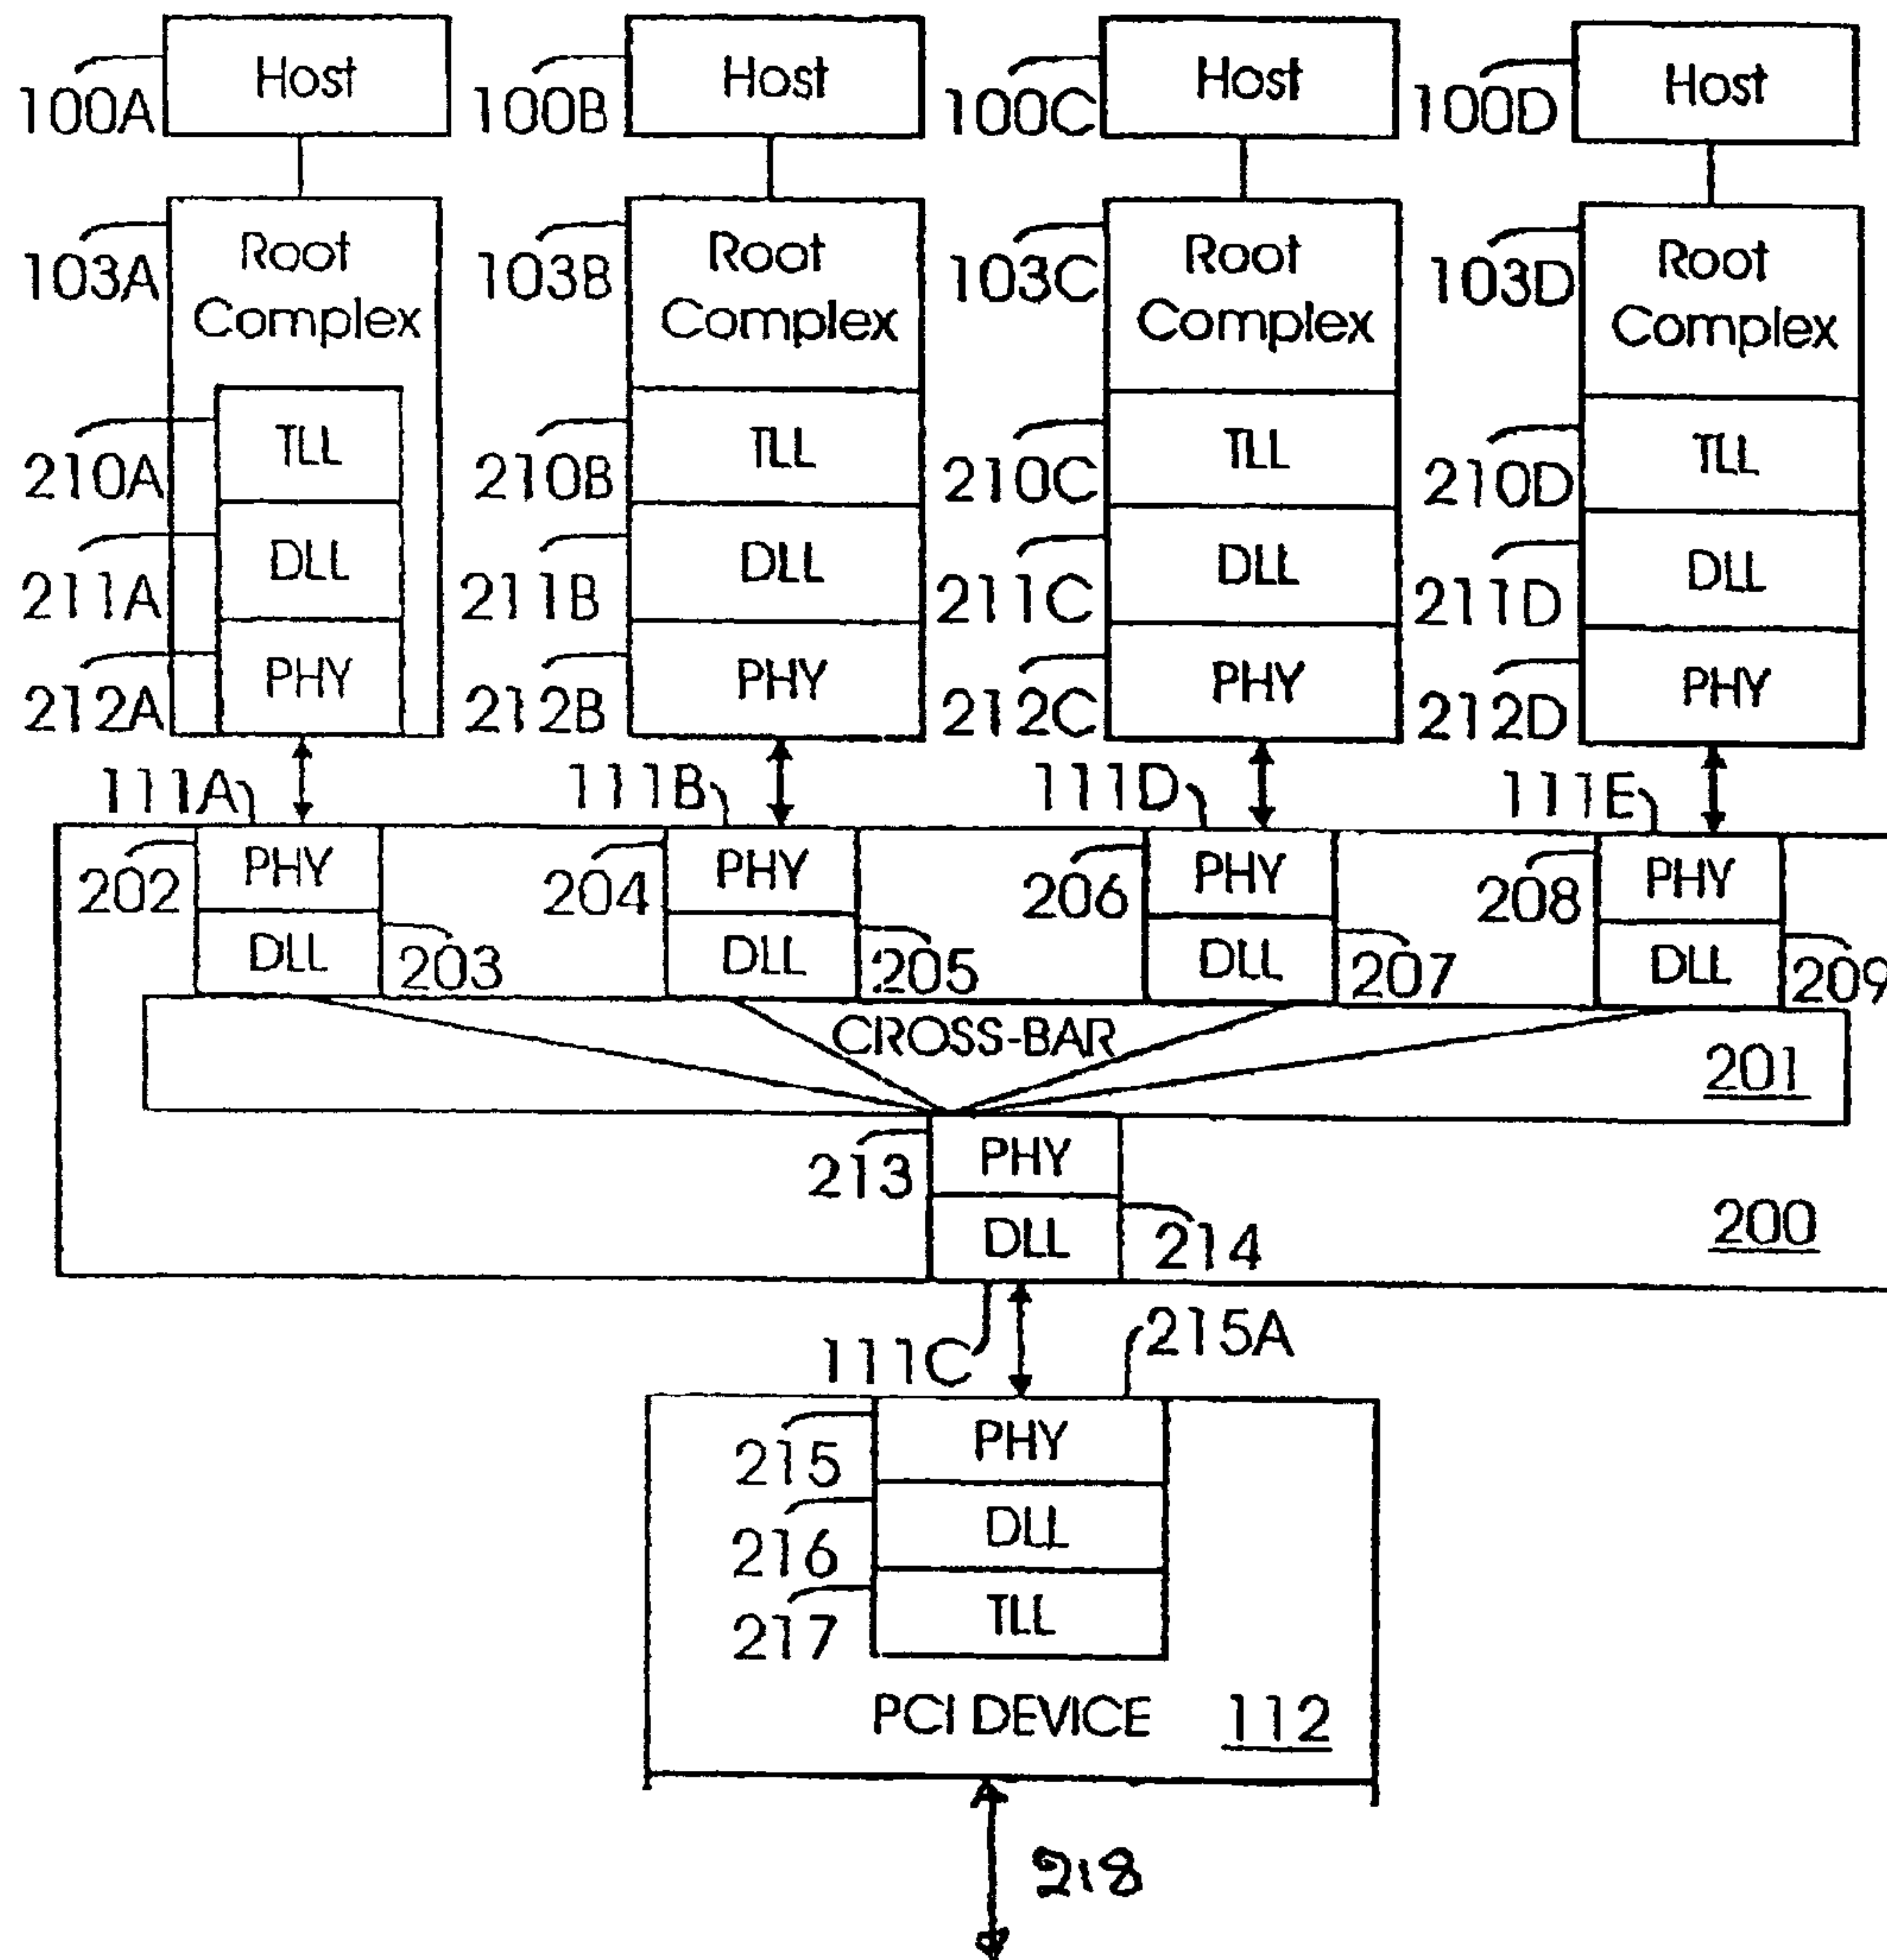 Host Host Host Host
100A 100B 100C 100D
Root Root Root Root
103A 103B 103C 103D
Complex Complex Complex Complex
TLL TLL TLL TLL
210A 210B 210C 210D
DLL DLL DLL DLL
211A 211B 211C 211D
PHY PHY PHY PHY
212A 212B 212C 212D
111A 111B 111D 111E
PHY PHY PHY PHY
202 204 206 208
DLL DLL DLL DLL
203 205 207 209
CROSS-BAR
201
PHY
213
DLL 214 200
111C 215A
PHY
215
DLL
216
TLL
217
PCI DEVICE 112
218